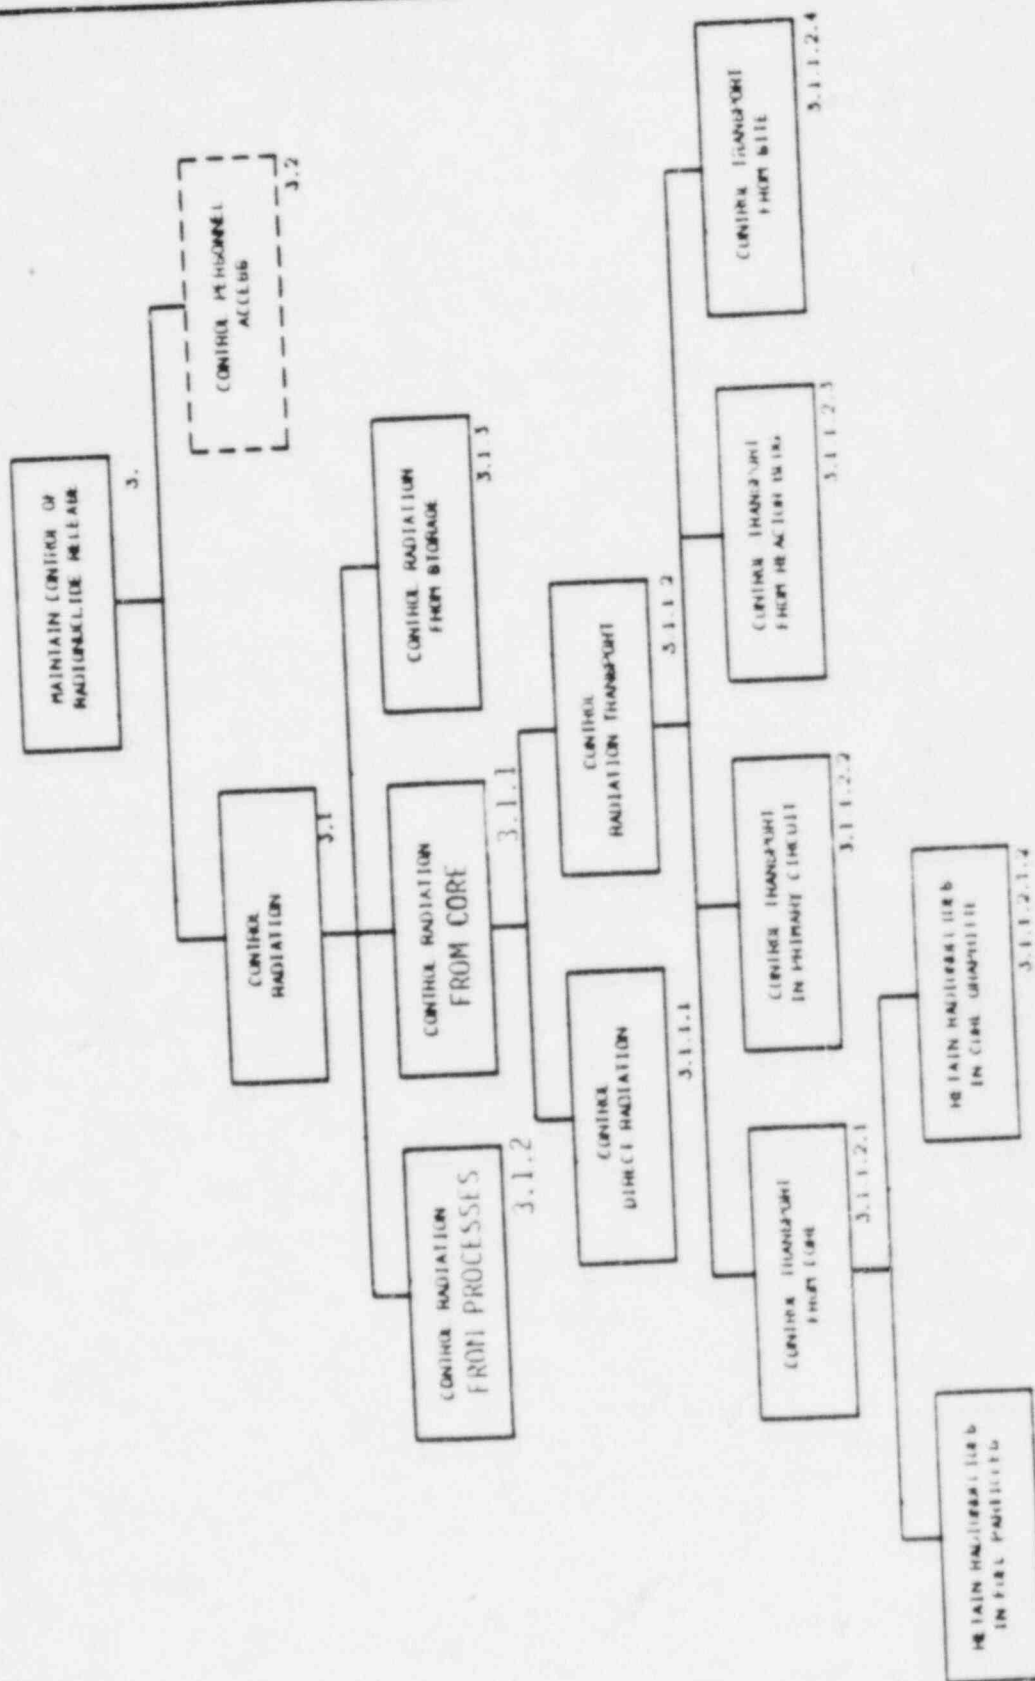 MAINTAIN CONTROL OF
RADIONUCLIDE RELEASE
3.
CONTROL
RADIATION
3.1
CONTROL PERSONNEL
ACCESS
3.2
CONTROL RADIATION
FROM PROCESSES
3.1.2
CONTROL RADIATION
FROM CORE
3.1.1
CONTROL RADIATION
FROM STORAGE
3.1.3
CONTROL
DIRECT RADIATION
3.1.1.1
CONTROL
RADIATION TRANSPORT
3.1.1.2
CONTROL TRANSPORT
FROM CORE
3.1.1.2.1
CONTROL TRANSPORT
IN PRIMARY CIRCUIT
3.1.1.2.2
CONTROL TRANSPORT
FROM REACTOR BLDG
3.1.1.2.3
CONTROL TRANSPORT
FROM SITE
3.1.1.2.4
RETAIN RADIONUCLIDES
IN FUEL PARTICLES
RETAIN RADIONUCLIDES
IN CORE GRAPHITE
3.1.1.2.1.2